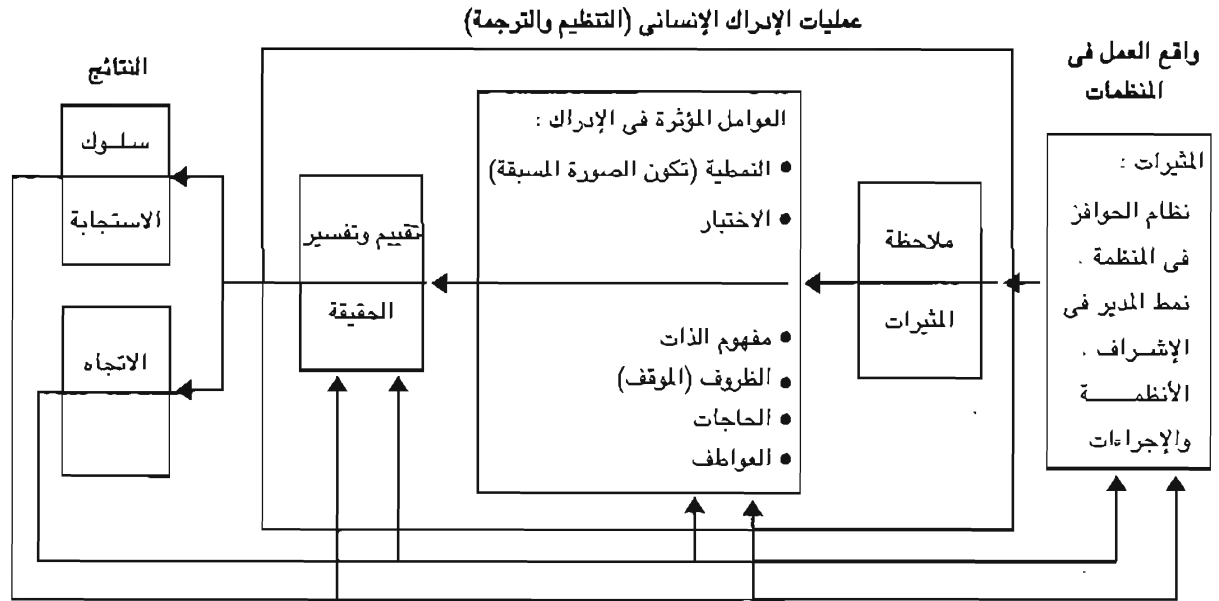 عمليات الإدراك الإنسانى (التنظيم والترجمة)
واقع العمل فى
المنظمات
المثيرات :
نظام الحوافز
فى المنظمة .
نمط المدير فى
الإشراف .
الأنظمة
والإجراءات
ملاحظة
المثيرات
العوامل المؤثرة فى الإدراك :
• النمطية (تكون الصورة المسبقة)
• الاختبار
• مفهوم الذات
• الظروف (الموقف)
• الحاجات
• العواطف
تقييم وتفسير
الحقيقة
النتائج
سلوك
الاستجابة
الاتجاه